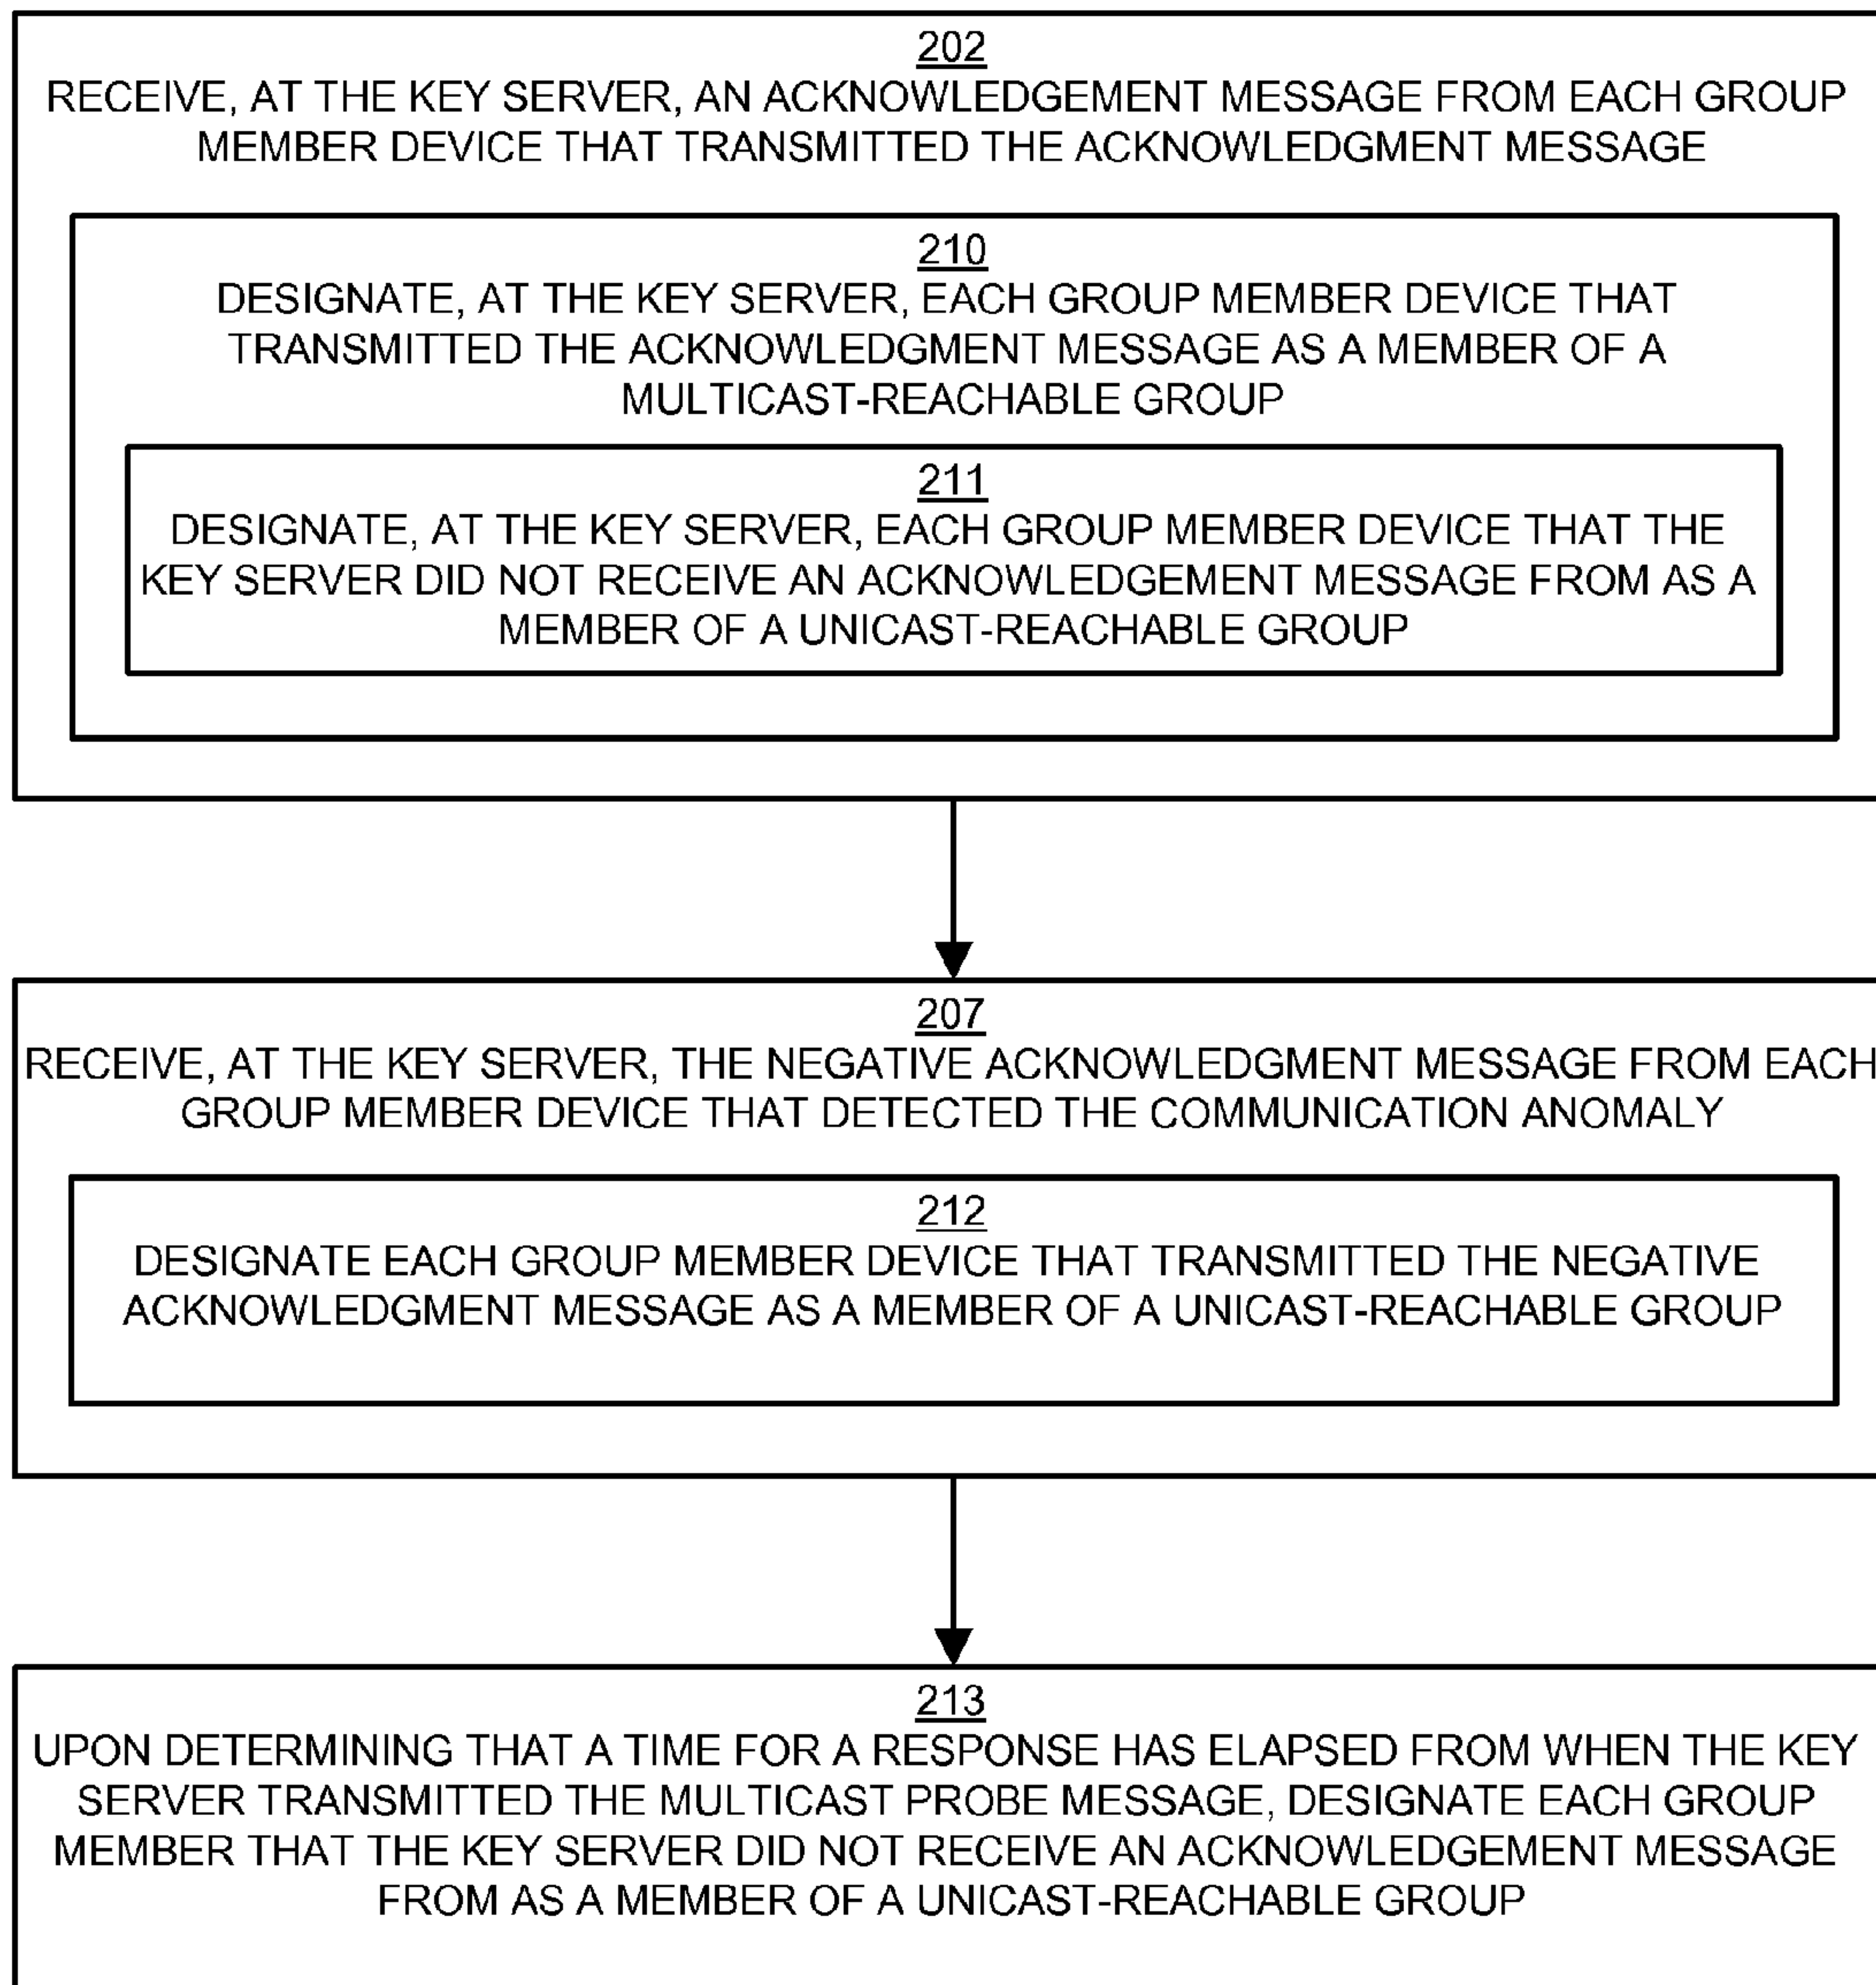 202
RECEIVE, AT THE KEY SERVER, AN ACKNOWLEDGEMENT MESSAGE FROM EACH GROUP
MEMBER DEVICE THAT TRANSMITTED THE ACKNOWLEDGMENT MESSAGE
210
DESIGNATE, AT THE KEY SERVER, EACH GROUP MEMBER DEVICE THAT
TRANSMITTED THE ACKNOWLEDGMENT MESSAGE AS A MEMBER OF A
MULTICAST-REACHABLE GROUP
211
DESIGNATE, AT THE KEY SERVER, EACH GROUP MEMBER DEVICE THAT THE
KEY SERVER DID NOT RECEIVE AN ACKNOWLEDGEMENT MESSAGE FROM AS A
MEMBER OF A UNICAST-REACHABLE GROUP
207
RECEIVE, AT THE KEY SERVER, THE NEGATIVE ACKNOWLEDGMENT MESSAGE FROM EACH
GROUP MEMBER DEVICE THAT DETECTED THE COMMUNICATION ANOMALY
212
DESIGNATE EACH GROUP MEMBER DEVICE THAT TRANSMITTED THE NEGATIVE
ACKNOWLEDGMENT MESSAGE AS A MEMBER OF A UNICAST-REACHABLE GROUP
213
UPON DETERMINING THAT A TIME FOR A RESPONSE HAS ELAPSED FROM WHEN THE KEY
SERVER TRANSMITTED THE MULTICAST PROBE MESSAGE, DESIGNATE EACH GROUP
MEMBER THAT THE KEY SERVER DID NOT RECEIVE AN ACKNOWLEDGEMENT MESSAGE
FROM AS A MEMBER OF A UNICAST-REACHABLE GROUP